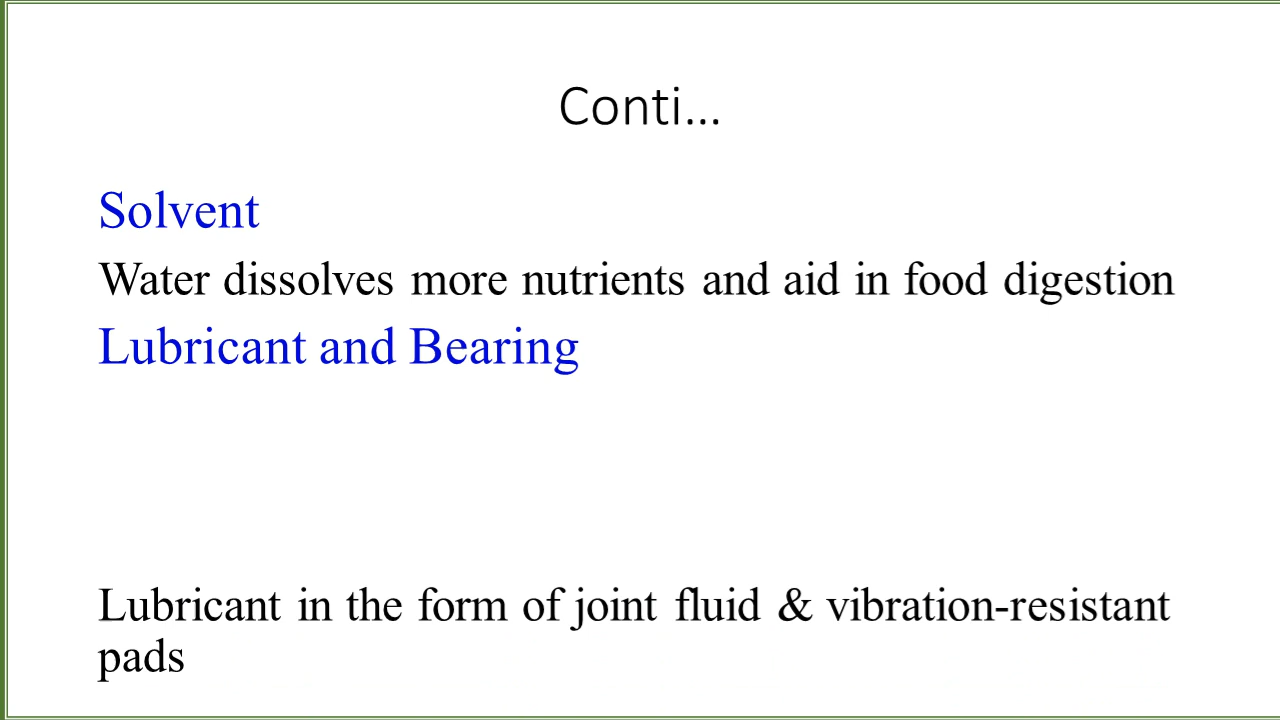 Conti...
Solvent
Water dissolves more nutrients and aid in food digestion
Lubricant and Bearing
Lubricant in the form of joint fluid & vibration-resistant
pads